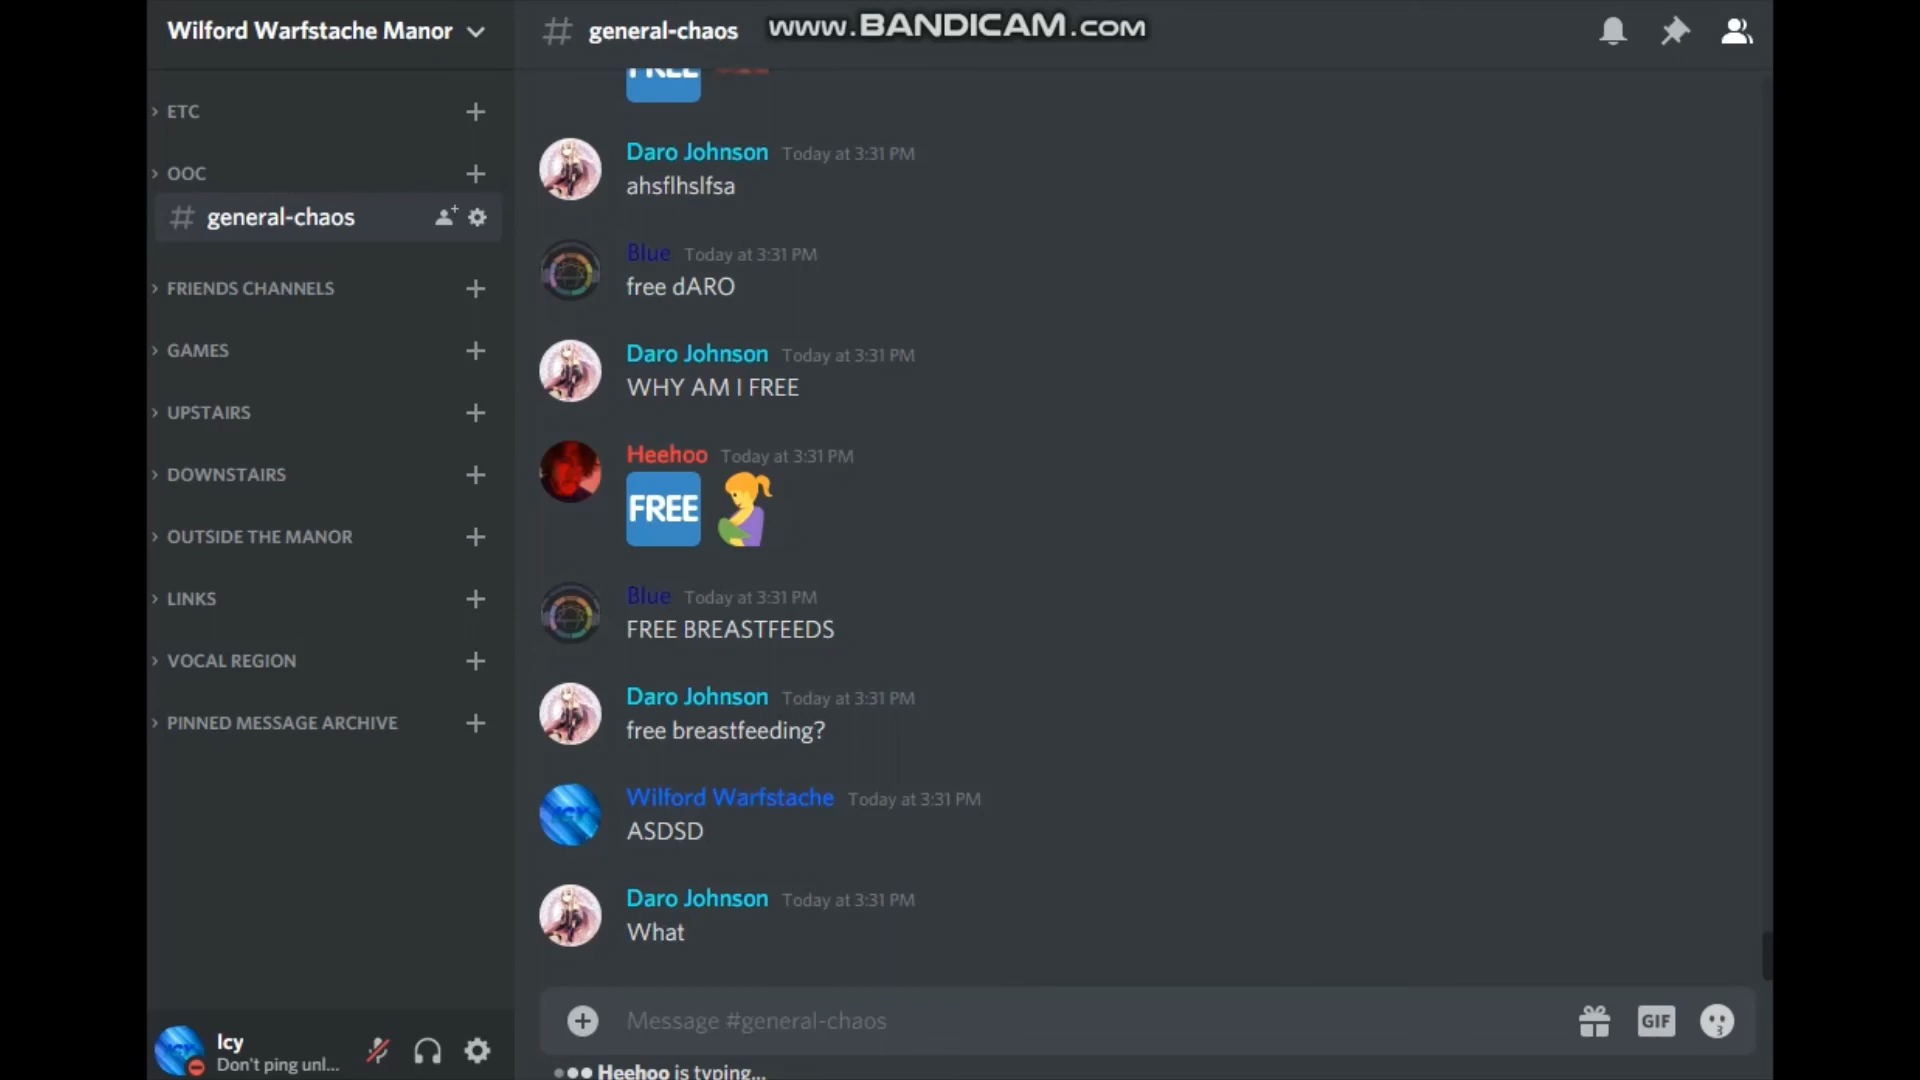 Wilford Warfstache Manor
general-chaos
www.BANDICAM.com
ETC
OOC
general-chaos
FRIENDS CHANNELS
GAMES
UPSTAIRS
DOWNSTAIRS
OUTSIDE THE MANOR
LINKS
VOCAL REGION
PINNED MESSAGE ARCHIVE
Icy
Don't ping unl...
FREE
Daro Johnson Today at 3:31 PM
ahsflhslfsa
Blue Today at 3:31 PM
free dARO
Daro Johnson Today at 3:31 PM
WHY AM I FREE
Heehoo Today at 3:31 PM
FREE
Blue Today at 3:31 PM
FREE BREASTFEEDS
Daro Johnson Today at 3:31 PM
free breastfeeding?
Wilford Warfstache Today at 3:31 PM
ASDSD
Daro Johnson Today at 3:31 PM
What
Message #general-chaos
GIF
Heehoo is typing...